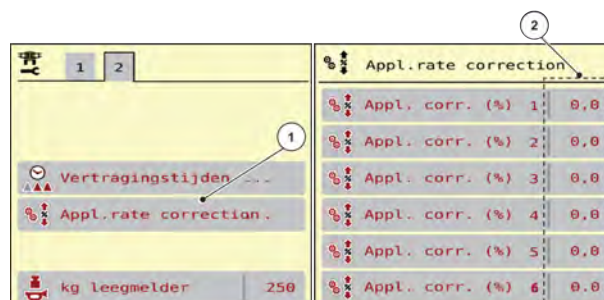 2
1 2
1
Vertragingstijden ...
Appl.rate correction.
kg leegmelder 250
Appl.rate correction
Appl. corr. (%) 1 0,0
Appl. corr. (%) 2 0,0
Appl. corr. (%) 3 0,0
Appl. corr. (%) 4 0,0
Appl. corr. (%) 5 0,0
Appl. corr. (%) 6 0.0